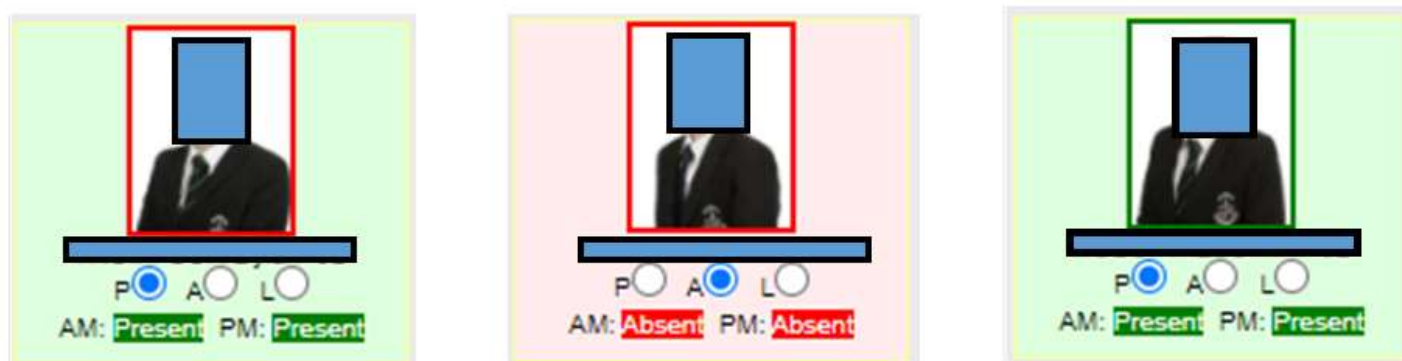 P A L
AM: Present PM: Present
P A L
AM: Absent PM: Absent
P A L
AM: Present PM: Present